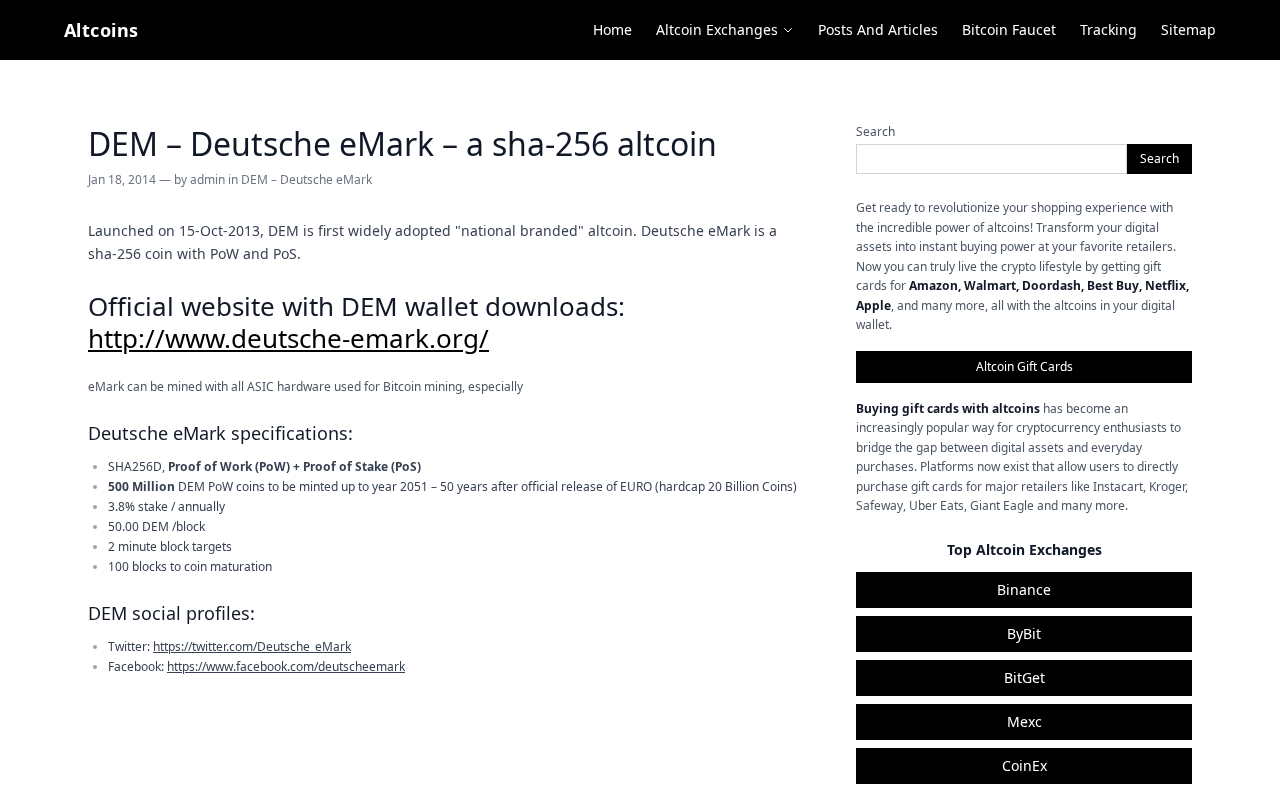 Altcoins
Home
Altcoin Exchanges
Posts And Articles
Bitcoin Faucet
Tracking
Sitemap
DEM – Deutsche eMark – a sha-256 altcoin
Jan 18, 2014 — by admin in DEM – Deutsche eMark
Launched on 15-Oct-2013, DEM is first widely adopted "national branded" altcoin. Deutsche eMark is a
sha-256 coin with PoW and PoS.
Official website with DEM wallet downloads:
http://www.deutsche-emark.org/
eMark can be mined with all ASIC hardware used for Bitcoin mining, especially
Deutsche eMark specifications:
SHA256D, Proof of Work (PoW) + Proof of Stake (PoS)
500 Million DEM PoW coins to be minted up to year 2051 – 50 years after official release of EURO (hardcap 20 Billion Coins)
3.8% stake / annually
50.00 DEM /block
2 minute block targets
100 blocks to coin maturation
DEM social profiles:
Twitter: https://twitter.com/Deutsche_eMark
Facebook: https://www.facebook.com/deutscheemark
Search
Search
Get ready to revolutionize your shopping experience with
the incredible power of altcoins! Transform your digital
assets into instant buying power at your favorite retailers.
Now you can truly live the crypto lifestyle by getting gift
cards for Amazon, Walmart, Doordash, Best Buy, Netflix,
Apple, and many more, all with the altcoins in your digital
wallet.
Altcoin Gift Cards
Buying gift cards with altcoins has become an
increasingly popular way for cryptocurrency enthusiasts to
bridge the gap between digital assets and everyday
purchases. Platforms now exist that allow users to directly
purchase gift cards for major retailers like Instacart, Kroger,
Safeway, Uber Eats, Giant Eagle and many more.
Top Altcoin Exchanges
Binance
ByBit
BitGet
Mexc
CoinEx